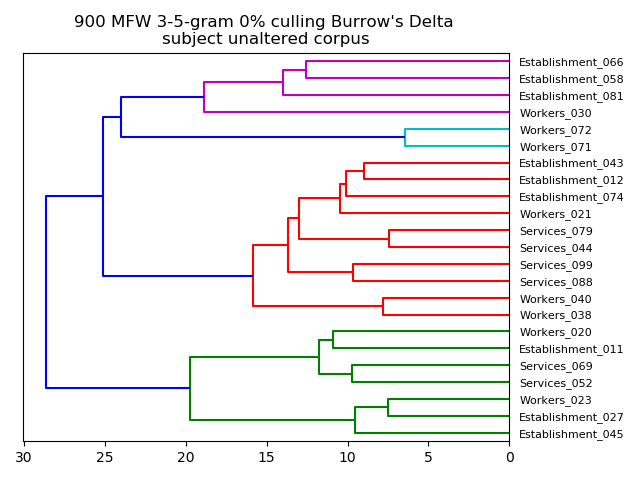 900 MFW 3-5-gram 0% culling Burrow's Delta
subject unaltered corpus
Establishment_066
Establishment_058
Establishment_081
Workers_030
Workers_072
Workers_071
Establishment_043
Establishment_012
Establishment_074
Workers_021
Services_079
Services_044
Services_099
Services_088
Workers_040
Workers_038
Workers_020
Establishment_011
Services_069
Services_052
Workers_023
Establishment_027
Establishment_045
30 25 20 15 10 5 0